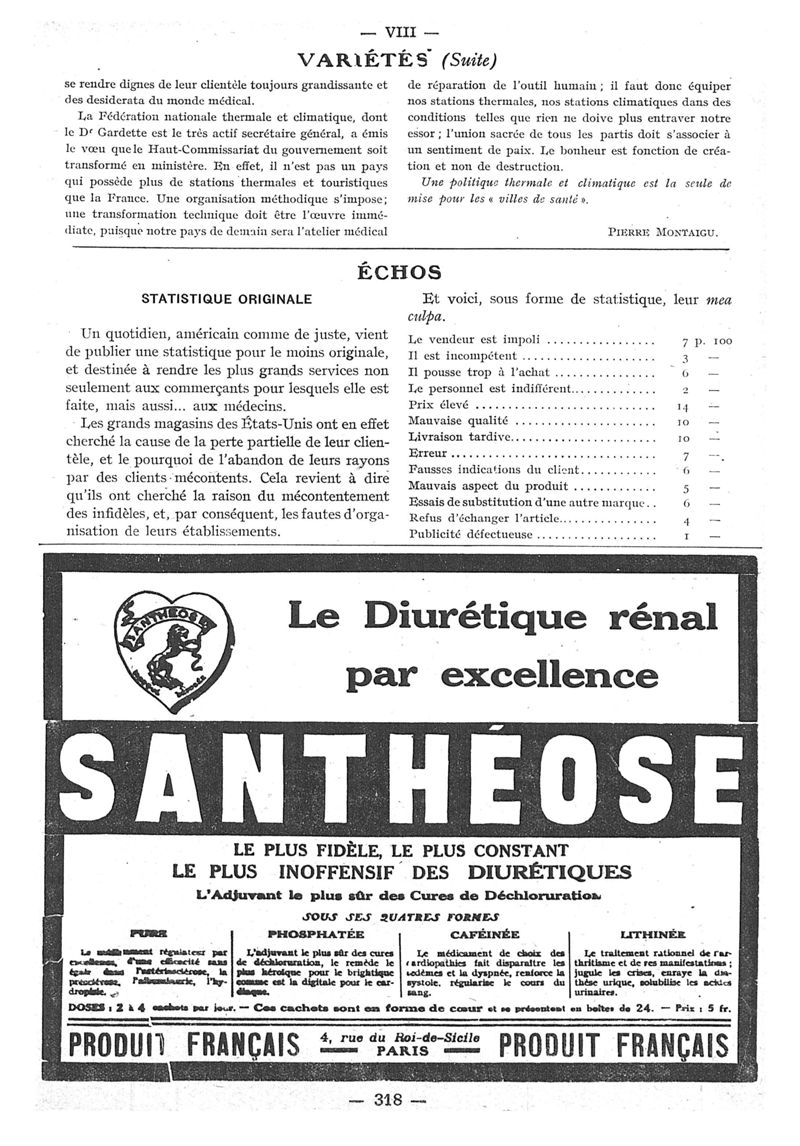 — VIII —
VARIÉTÉS (Suite)
se rendre dignes de leur clientèle toujours grandissante et
des desiderata du monde médical.
La Fédération nationale thermale et climatique, dont
le Dr Gardette est le très actif secrétaire général, a émis
le vœu que le Haut-Commissariat du gouvernement soit
transformé en ministère. En effet, il n'est pas un pays
qui possède plus de stations thermales et touristiques
que la France. Une organisation méthodique s'impose;
une transformation technique doit être l'œuvre immé-
diate, puisque notre pays de demain sera l'atelier médical
de réparation de l'outil humain ; il faut donc équiper
nos stations thermales, nos stations climatiques dans des
conditions telles que rien ne doive plus entraver notre
essor ; l'union sacrée de tous les partis doit s'associer à
un sentiment de paix. Le bonheur est fonction de créa-
tion et non de destruction.
Une politique thermale et climatique est la seule de
mise pour les « villes de santé ».
PIERRE MONTAIGU.
ÉCHOS
STATISTIQUE ORIGINALE
Un quotidien, américain comme de juste, vient
de publier une statistique pour le moins originale,
et destinée à rendre les plus grands services non
seulement aux commerçants pour lesquels elle est
faite, mais aussi... aux médecins.
Les grands magasins des États-Unis ont en effet
cherché la cause de la perte partielle de leur clien-
tèle, et le pourquoi de l'abandon de leurs rayons
par des clients mécontents. Cela revient à dire
qu'ils ont cherché la raison du mécontentement
des infidèles, et, par conséquent, les fautes d'orga-
nisation de leurs établissements.
Et voici, sous forme de statistique, leur mea
culpa.
Le vendeur est impoli ................. 7 p. 100
Il est incompétent ..................... 3 —
Il pousse trop à l'achat ................ 6 —
Le personnel est indifférent.............. 2 —
Prix élevé ............................ 14 —
Mauvaise qualité ...................... 10 —
Livraison tardive....................... 10 —
Erreur ................................ 7 —
Fausses indications du client............ 6 —
Mauvais aspect du produit .............. 5 —
Essais de substitution d'une autre marque.. 6 —
Refus d'échanger l'article............... 4 —
Publicité défectueuse ................... 1 —
SANTHÉOSE
Le Diurétique rénal
par excellence
SANTHÉOSE
LE PLUS FIDÈLE, LE PLUS CONSTANT
LE PLUS INOFFENSIF DES DIURÉTIQUES
L'Adjuvant le plus sûr des Cures de Déchloruration
SOUS SES QUATRES FORMES
PURE
Le médicament régulateur par
excellence, d'une efficacité sans
égale dans l'artériosclérose, la
présclérose, l'albuminurie, l'hy-
dropisie.
PHOSPHATÉE
L'adjuvant le plus sûr des cures
de déchloruration, le remède le
plus héroïque pour le brightique
comme est la digitale pour le car-
diaque.
CAFÉINÉE
Le médicament de choix des
cardiopathies fait disparaître les
œdèmes et la dyspnée, renforce la
systole, régularise le cours du
sang.
LITHINÉE
Le traitement rationnel de l'ar-
thritisme et de ses manifestations ;
jugule les crises, enraye la dia-
thèse urique, solubilise les acides
urinaires.
DOSES : 2 à 4 cachets par jour. — Ces cachets sont en forme de cœur et se présentent en boîtes de 24. — Prix : 5 fr.
PRODUIT FRANÇAIS
4, rue du Roi-de-Sicile
PARIS
PRODUIT FRANÇAIS
— 318 —